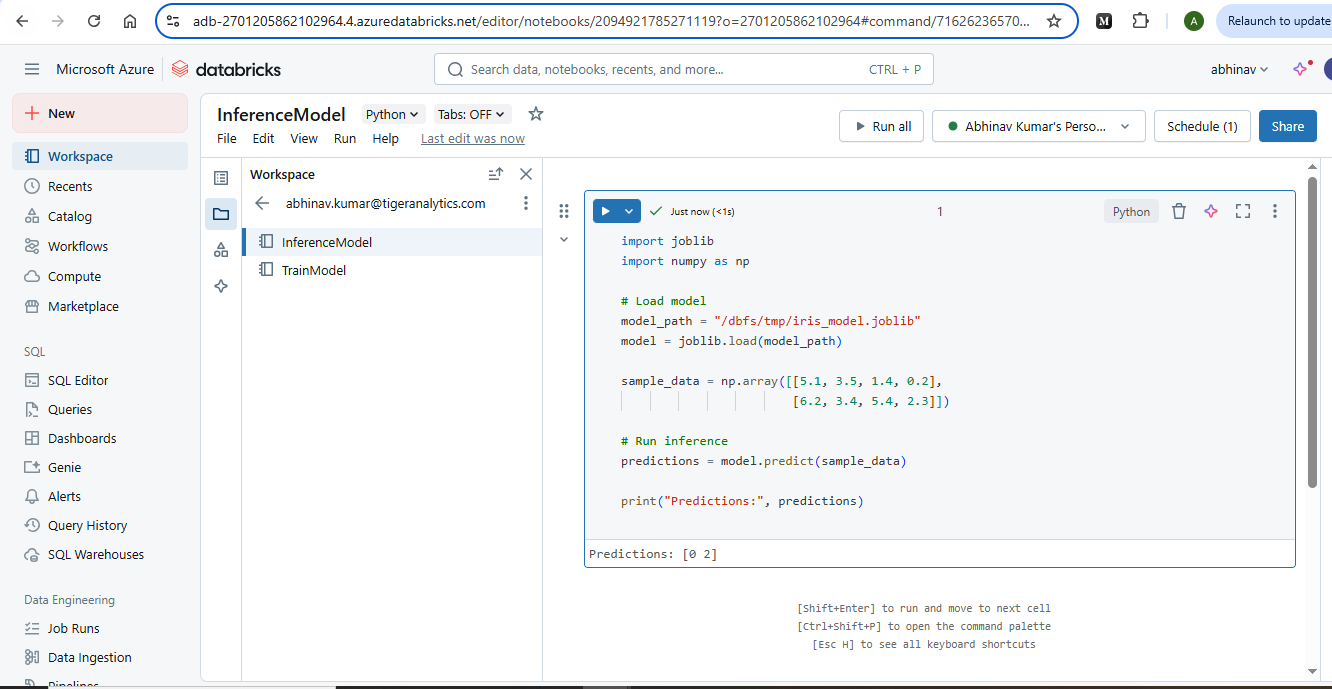 adb-2701205862102964.4.azuredatabricks.net/editor/notebooks/2094921785271119?o=2701205862102964#command/71626236570...
M
A
Relaunch to update
Microsoft Azure
databricks
Search data, notebooks, recents, and more...
CTRL + P
abhinav
New
Workspace
Recents
Catalog
Workflows
Compute
Marketplace
SQL
SQL Editor
Queries
Dashboards
Genie
Alerts
Query History
SQL Warehouses
Data Engineering
Job Runs
Data Ingestion
Pipelines
InferenceModel
Python
Tabs: OFF
File Edit View Run Help Last edit was now
Run all
Abhinav Kumar's Perso...
Schedule (1)
Share
Workspace
abhinav.kumar@tigeranalytics.com
InferenceModel
TrainModel
Just now (<1s)
1
Python
import joblib
import numpy as np
# Load model
model_path = "/dbfs/tmp/iris_model.joblib"
model = joblib.load(model_path)
sample_data = np.array([[5.1, 3.5, 1.4, 0.2],
[6.2, 3.4, 5.4, 2.3]])
# Run inference
predictions = model.predict(sample_data)
print("Predictions:", predictions)
Predictions: [0 2]
[Shift+Enter] to run and move to next cell
[Ctrl+Shift+P] to open the command palette
[Esc H] to see all keyboard shortcuts